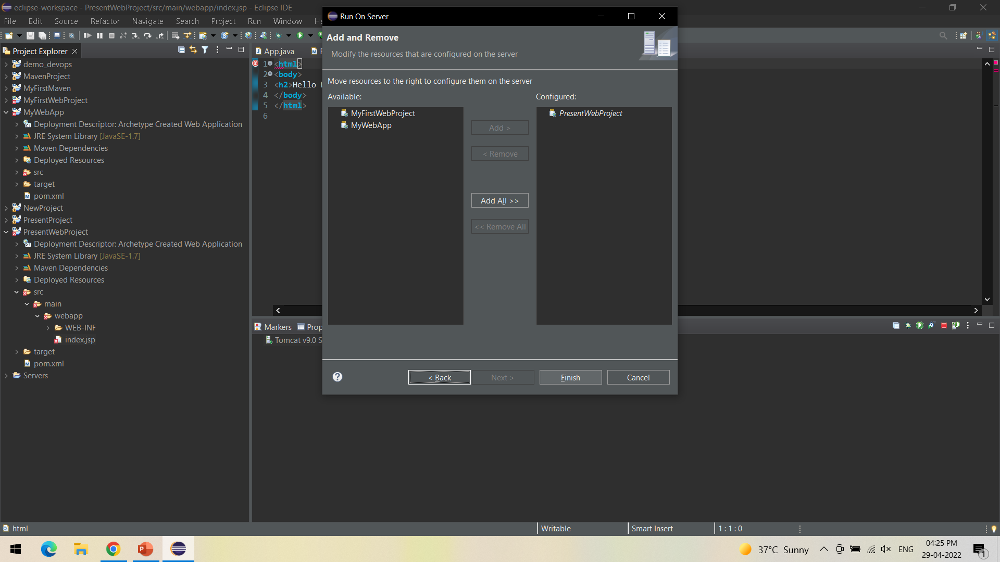 eclipse-workspace - PresentWebProject/src/main/webapp/index.jsp - Eclipse IDE
File Edit Source Refactor Navigate Search Project Run Window
Project Explorer
demo_devops
MavenProject
MyFirstMaven
MyFirstWebProject
MyWebApp
Deployment Descriptor: Archetype Created Web Application
JRE System Library [JavaSE-1.7]
Maven Dependencies
Deployed Resources
src
target
pom.xml
NewProject
PresentProject
PresentWebProject
Deployment Descriptor: Archetype Created Web Application
JRE System Library [JavaSE-1.7]
Maven Dependencies
Deployed Resources
src
main
webapp
WEB-INF
index.jsp
target
pom.xml
Servers
App.java
1 <html>
2 <body>
3 <h2>Hello
4 </body>
5 </html>
6
Markers
Tomcat v9.0
Run On Server
Add and Remove
Modify the resources that are configured on the server
Move resources to the right to configure them on the server
Available:
MyFirstWebProject
MyWebApp
Add >
< Remove
Add All >>
<< Remove All
Configured:
PresentWebProject
< Back
Next >
Finish
Cancel
html
Writable
Smart Insert
1 : 1 : 0
37°C Sunny
ENG
04:25 PM
29-04-2022
1